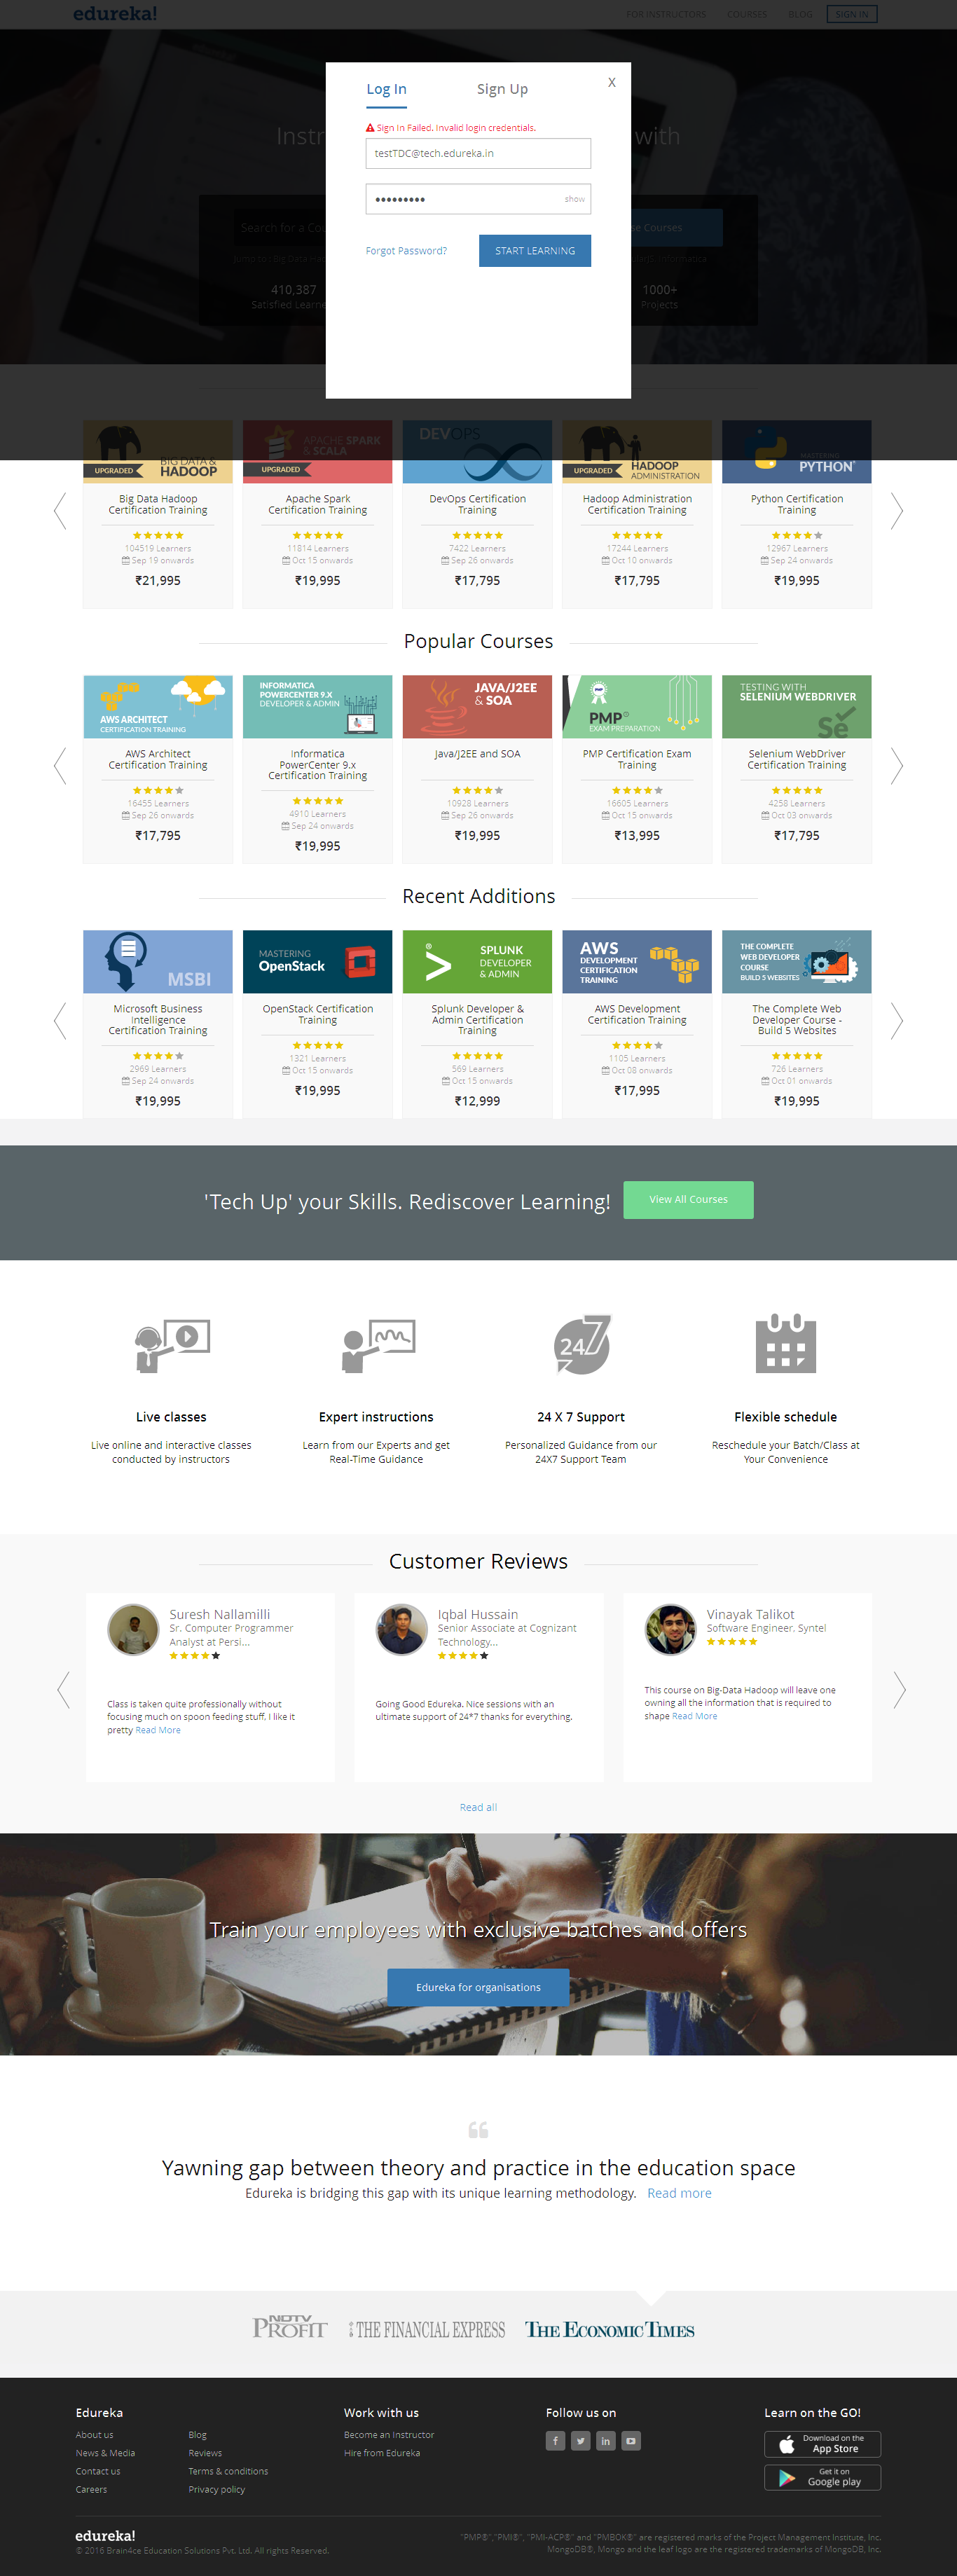 edureka!
FOR INSTRUCTORS COURSES BLOG SIGN IN
Log In Sign Up X
Sign In Failed. Invalid login credentials.
testTDC@tech.edureka.in
show
Forgot Password? START LEARNING
Instr with
Search for a Cou se Courses
410,387 1000+
Satisfied Learne Projects
UPGRADED BIG DATA & HADOOP
UPGRADED APACHE SPARK & SCALA
DEVOPS
UPGRADED HADOOP ADMINISTRATION
MASTERING PYTHON
Big Data Hadoop
Certification Training
104519 Learners
Sep 19 onwards
₹21,995
Apache Spark
Certification Training
11814 Learners
Oct 15 onwards
₹19,995
DevOps Certification
Training
7422 Learners
Sep 26 onwards
₹17,795
Hadoop Administration
Certification Training
17244 Learners
Oct 10 onwards
₹17,795
Python Certification
Training
12967 Learners
Sep 24 onwards
₹19,995
Popular Courses
AWS ARCHITECT
CERTIFICATION TRAINING
AWS Architect
Certification Training
16455 Learners
Sep 26 onwards
₹17,795
INFORMATICA
POWERCENTER 9.X
DEVELOPER & ADMIN
Informatica
PowerCenter 9.x
Certification Training
4910 Learners
Sep 24 onwards
₹19,995
JAVA/J2EE
& SOA
Java/J2EE and SOA
10928 Learners
Sep 26 onwards
₹19,995
PMP
PMP®
EXAM PREPARATION
PMP Certification Exam
Training
16605 Learners
Oct 15 onwards
₹13,995
TESTING WITH
SELENIUM WEBDRIVER
Se
Selenium WebDriver
Certification Training
4258 Learners
Oct 03 onwards
₹17,795
Recent Additions
MSBI
Microsoft Business
Intelligence
Certification Training
2969 Learners
Sep 24 onwards
₹19,995
MASTERING
OpenStack
OpenStack Certification
Training
1321 Learners
Oct 15 onwards
₹19,995
SPLUNK
DEVELOPER
& ADMIN
Splunk Developer &
Admin Certification
Training
569 Learners
Oct 15 onwards
₹12,999
AWS
DEVELOPMENT
CERTIFICATION
TRAINING
AWS Development
Certification Training
1105 Learners
Oct 08 onwards
₹17,995
THE COMPLETE
WEB DEVELOPER
COURSE
BUILD 5 WEBSITES
The Complete Web
Developer Course -
Build 5 Websites
726 Learners
Oct 01 onwards
₹19,995
'Tech Up' your Skills. Rediscover Learning! View All Courses
24 7
Live classes
Live online and interactive classes
conducted by instructors
Expert instructions
Learn from our Experts and get
Real-Time Guidance
24 X 7 Support
Personalized Guidance from our
24X7 Support Team
Flexible schedule
Reschedule your Batch/Class at
Your Convenience
Customer Reviews
Suresh Nallamilli
Sr. Computer Programmer
Analyst at Persi...
Class is taken quite professionally without
focusing much on spoon feeding stuff. I like it
pretty Read More
Iqbal Hussain
Senior Associate at Cognizant
Technology...
Going Good Edureka. Nice sessions with an
ultimate support of 24*7 thanks for everything.
Vinayak Talikot
Software Engineer. Syntel
This course on Big-Data Hadoop will leave one
owning all the information that is required to
shape Read More
Read all
Train your employees with exclusive batches and offers
Edureka for organisations
Yawning gap between theory and practice in the education space
Edureka is bridging this gap with its unique learning methodology. Read more
NDTV PROFIT THE FINANCIAL EXPRESS THE ECONOMIC TIMES
Edureka Work with us Follow us on Learn on the GO!
About us Blog Become an Instructor
News & Media Reviews Hire from Edureka
Contact us Terms & conditions
Careers Privacy policy
Download on the
App Store
Get it on
Google play
edureka!
© 2016 Brain4ce Education Solutions Pvt. Ltd. All rights Reserved.
"PMP®","PMI®", "PMI-ACP®" and "PMBOK®" are registered marks of the Project Management Institute, Inc.
MongoDB®, Mongo and the leaf logo are the registered trademarks of MongoDB, Inc.